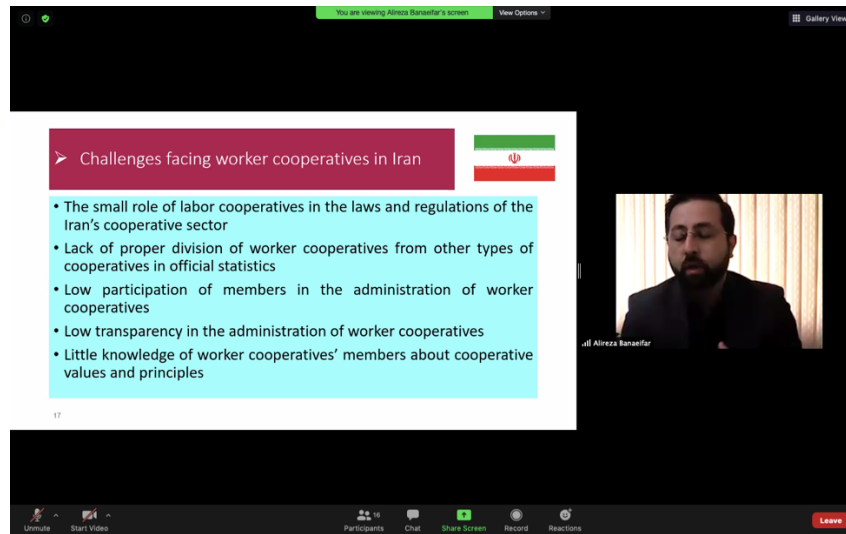 You are viewing Alireza Banaeifar's screen
View Options
Gallery View
➢ Challenges facing worker cooperatives in Iran
• The small role of labor cooperatives in the laws and regulations of the
Iran's cooperative sector
• Lack of proper division of worker cooperatives from other types of
cooperatives in official statistics
• Low participation of members in the administration of worker
cooperatives
• Low transparency in the administration of worker cooperatives
• Little knowledge of worker cooperatives' members about cooperative
values and principles
17
Alireza Banaeifar
Unmute
Start Video
16
Participants
Chat
Share Screen
Record
Reactions
Leave